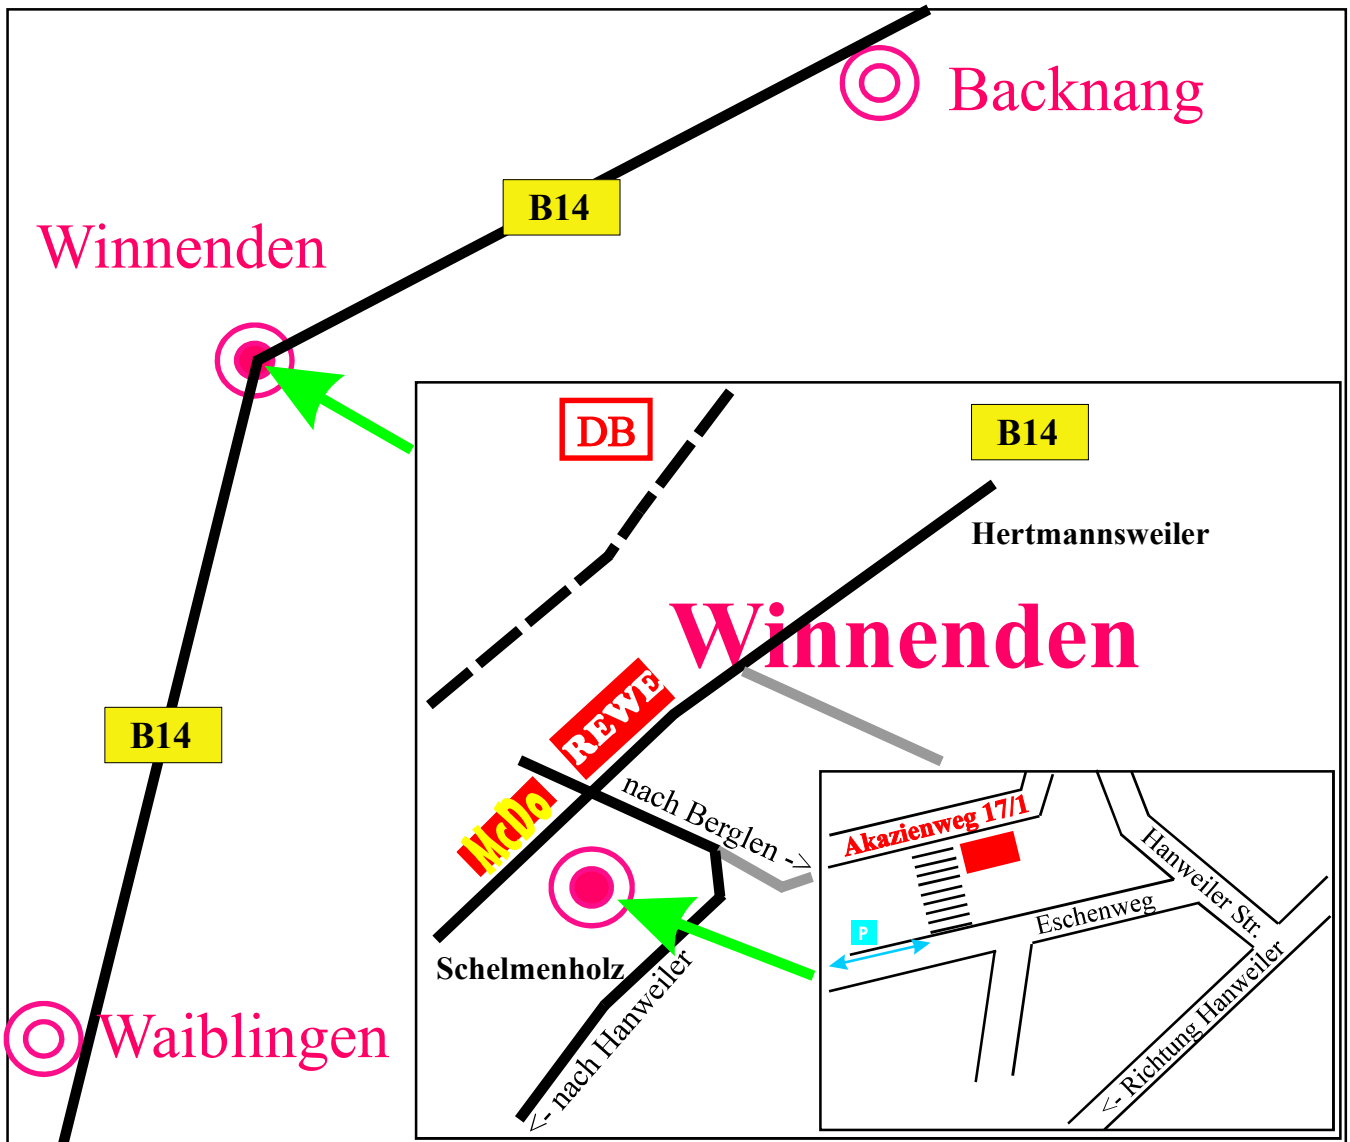 Backnang
B14
Winnenden
DB
B14
Hertmannsweiler
Winnenden
REWE
B14
McDo
nach Berglen ->
Akazienweg 17/1
Hanweiler Str.
Eschenweg
P
Schelmenholz
<- nach Hanweiler
<- Richtung Hanweiler
Waiblingen